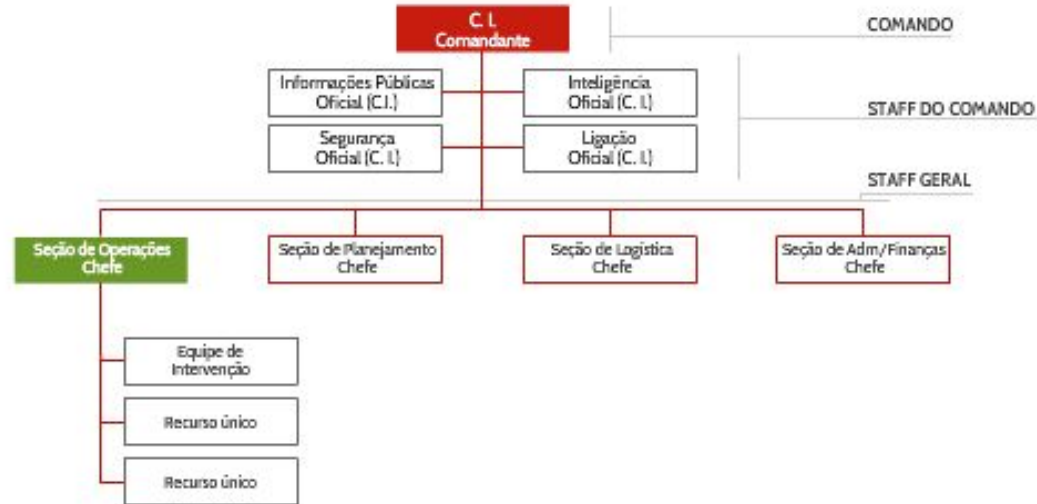 C. I.
Comandante
COMANDO
Informações Públicas
Oficial (C.I.)
Inteligência
Oficial (C. I.)
Segurança
Oficial (C. I.)
Ligação
Oficial (C. I.)
STAFF DO COMANDO
STAFF GERAL
Seção de Operações
Chefe
Seção de Planejamento
Chefe
Seção de Logística
Chefe
Seção de Adm/Finanças
Chefe
Equipe de
Intervenção
Recurso único
Recurso único